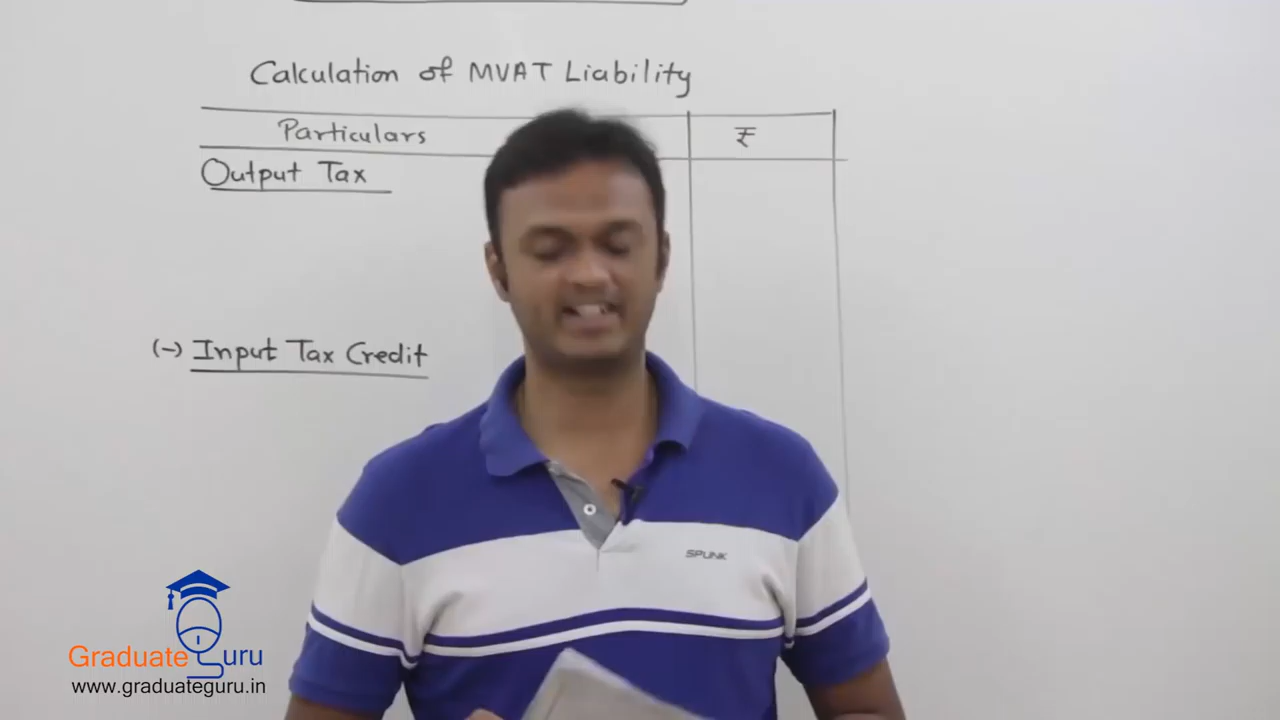 Calculation of MVAT Liability
Particulars ₹
Output Tax
(-) Input Tax Credit
SPUNK
Graduate Guru
www.graduateguru.in